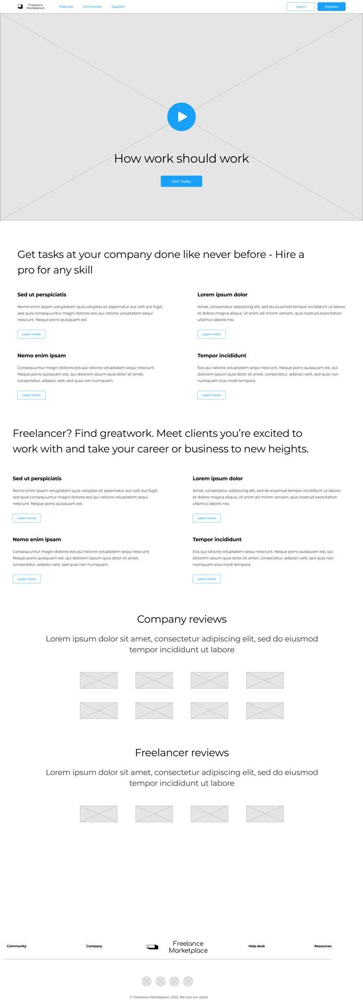 Freelance
Marketplace
Features
Community
Support
Log in
Register
How work should work
Join Today
Get tasks at your company done like never before - Hire a
pro for any skill
Sed ut perspiciatis
Nemo enim ipsam voluptatem quia voluptas sit aspernatur aut odit aut fugit,
sed quia consequuntur magni dolores eos qui ratione voluptatem sequi
nesciunt. Neque porro quisquam est.
Learn more
Lorem ipsum dolor
Amet, consectetur adipiscing elit, sed do eiusmod tempor incididunt ut labore
et dolore magna aliqua. Ut enim ad minim veniam, quis nostrud exercitation
ullamco laboris nisi.
Learn more
Nemo enim ipsam
Consequuntur magni dolores eos qui ratione voluptatem sequi nesciunt.
Neque porro quisquam est, qui dolorem ipsum quia dolor sit amet,
consectetur, adipisci velit, sed quia non numquam.
Learn more
Tempor incididunt
Eos qui ratione voluptatem sequi nesciunt. Neque porro quisquam est, qui
dolorem ipsum quia dolor sit amet, consectetur, adipisci velit, sed quia non
numquam eius modi tempora.
Learn more
Freelancer? Find greatwork. Meet clients you’re excited to
work with and take your career or business to new heights.
Sed ut perspiciatis
Nemo enim ipsam voluptatem quia voluptas sit aspernatur aut odit aut fugit,
sed quia consequuntur magni dolores eos qui ratione voluptatem sequi
nesciunt. Neque porro quisquam est.
Learn more
Lorem ipsum dolor
Amet, consectetur adipiscing elit, sed do eiusmod tempor incididunt ut labore
et dolore magna aliqua. Ut enim ad minim veniam, quis nostrud exercitation
ullamco laboris nisi.
Learn more
Nemo enim ipsam
Consequuntur magni dolores eos qui ratione voluptatem sequi nesciunt.
Neque porro quisquam est, qui dolorem ipsum quia dolor sit amet,
consectetur, adipisci velit, sed quia non numquam.
Learn more
Tempor incididunt
Eos qui ratione voluptatem sequi nesciunt. Neque porro quisquam est, qui
dolorem ipsum quia dolor sit amet, consectetur, adipisci velit, sed quia non
numquam eius modi tempora.
Learn more
Company reviews
Lorem ipsum dolor sit amet, consectetur adipiscing elit, sed do eiusmod
tempor incididunt ut labore
Freelancer reviews
Lorem ipsum dolor sit amet, consectetur adipiscing elit, sed do eiusmod
tempor incididunt ut labore
Community
Company
Freelance
Marketplace
Help desk
Resources
© Freelance Marketplace. 2022. We love our users!